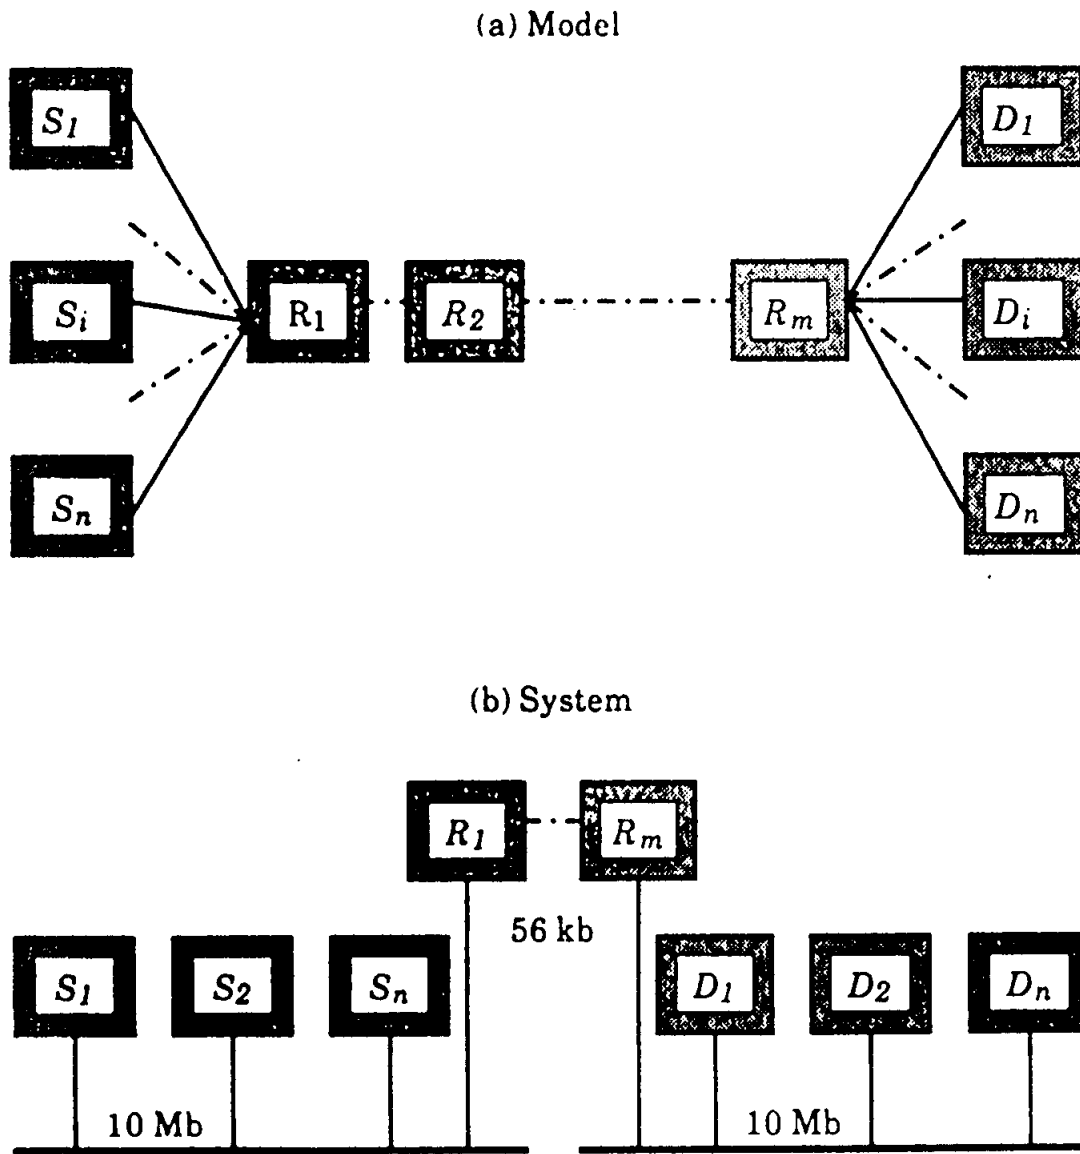 (a) Model
S1
D1
Si
R1
R2
Rm
Di
Sn
Dn
(b) System
R1
Rm
56 kb
S1
S2
Sn
D1
D2
Dn
10 Mb
10 Mb